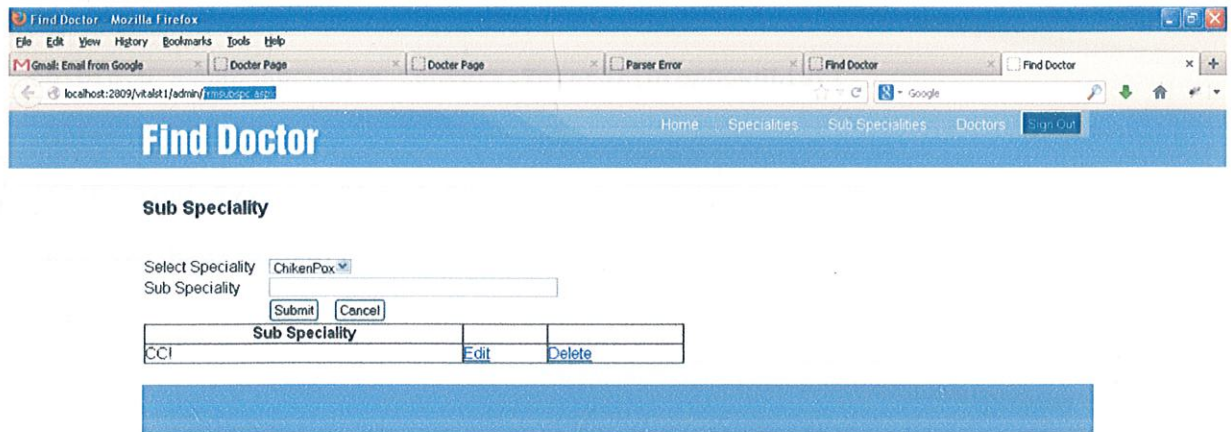 Find Doctor - Mozilla Firefox
File Edit View History Bookmarks Tools Help
Gmail: Email from Google × Docter Page × Docter Page × Parser Error × Find Doctor × Find Doctor × +
localhost:2809/vitalst1/admin/frmsubspc.aspx Google
Find Doctor Home Specialities Sub Specialities Doctors Sign Out
Sub Speciality
Select Speciality ChikenPox
Sub Speciality
Submit Cancel
Sub Speciality
CCI Edit Delete